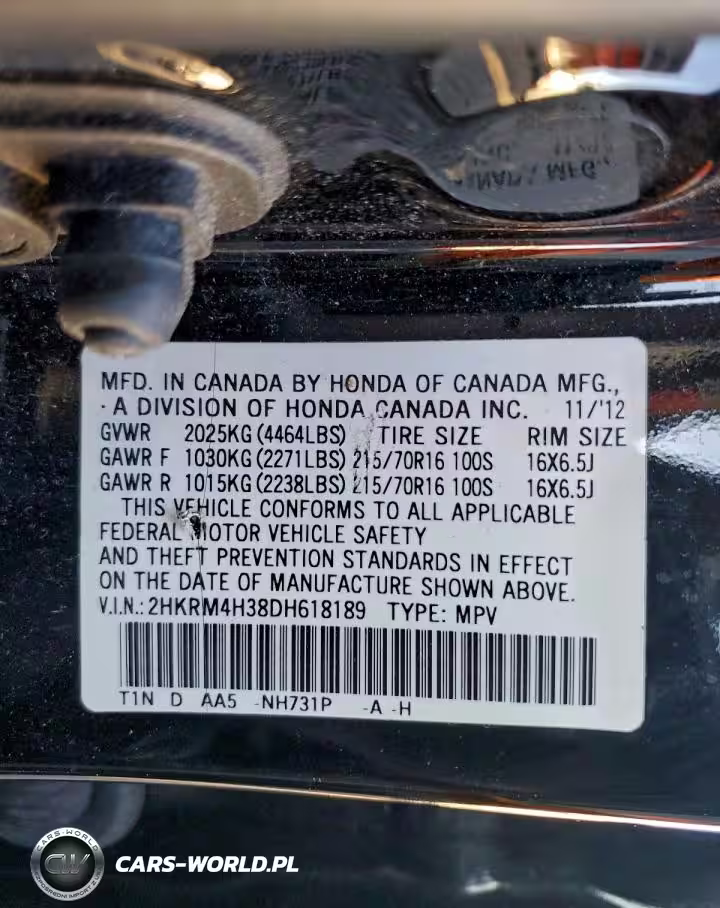 MFD. IN CANADA BY HONDA OF CANADA MFG.,
· A DIVISION OF HONDA CANADA INC. 11/'12
GVWR 2025KG (4464LBS) TIRE SIZE RIM SIZE
GAWR F 1030KG (2271LBS) 215/70R16 100S 16X6.5J
GAWR R 1015KG (2238LBS) 215/70R16 100S 16X6.5J
THIS VEHICLE CONFORMS TO ALL APPLICABLE
FEDERAL MOTOR VEHICLE SAFETY
AND THEFT PREVENTION STANDARDS IN EFFECT
ON THE DATE OF MANUFACTURE SHOWN ABOVE.
V.I.N.: 2HKRM4H38DH618189 TYPE: MPV
T1N D AA5 -NH731P -A -H
CARS-WORLD
CW
CARS-WORLD.PL